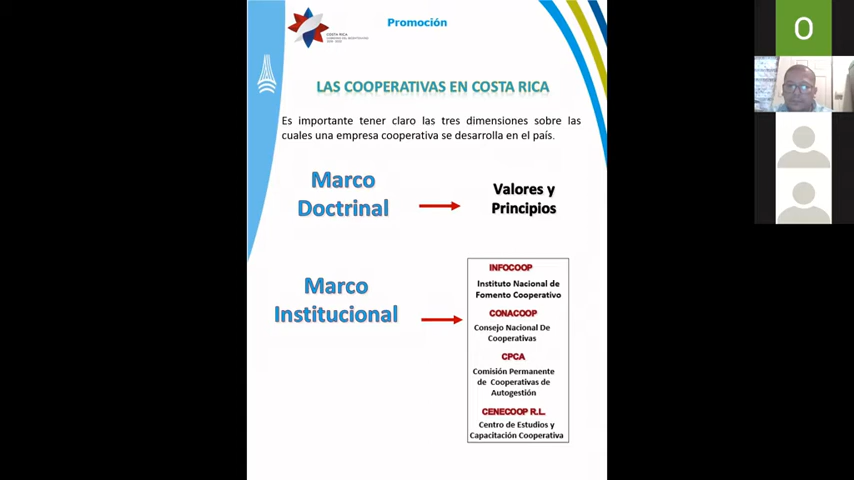 Promoción
COSTA RICA
LAS COOPERATIVAS EN COSTA RICA
Es importante tener claro las tres dimensiones sobre las
cuales una empresa cooperativa se desarrolla en el país.
Marco
Doctrinal
Valores y
Principios
Marco
Institucional
INFOCOOP
Instituto Nacional de
Fomento Cooperativo
CONACOOP
Consejo Nacional De
Cooperativas
CPCA
Comisión Permanente
de Cooperativas de
Autogestión
CENECOOP R.L.
Centro de Estudios y
Capacitación Cooperativa
O